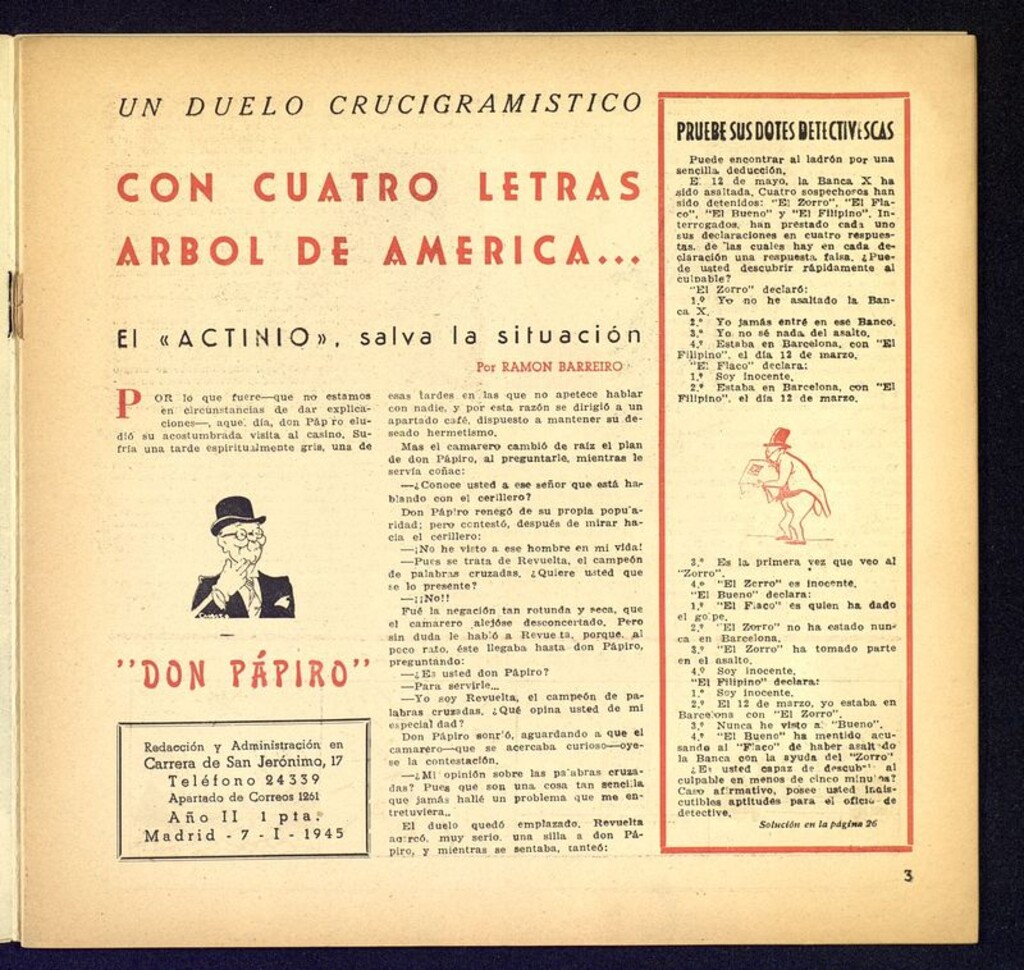 UN DUELO CRUCIGRAMISTICO
CON CUATRO LETRAS
ARBOL DE AMERICA...
El «ACTINIO», salva la situación
Por RAMON BARREIRO
POR lo que fuere—que no estamos
en circunstancias de dar explica-
ciones—, aquel día, don Páp ro elu-
dió su acostumbrada visita al casino. Su-
fría una tarde espiritualmente gris, una de
"DON PÁPIRO"
Redacción y Administración en
Carrera de San Jerónimo, 17
Teléfono 24339
Apartado de Correos 1261
Año II 1 pta.
Madrid - 7 - I - 1945
esas tardes en las que no apetece hablar
con nadie, y por esta razón se dirigió a un
apartado café, dispuesto a mantener su de-
seado hermetismo.
Mas el camarero cambió de raíz el plan
de don Pápiro, al preguntarle, mientras le
servía coñac:
—¿Conoce usted a ese señor que está ha-
blando con el cerillero?
Don Páp ro renegó de su propia popu a-
ridad; pero contestó, después de mirar ha-
cia el cerillero:
—¡No he visto a ese hombre en mi vida!
—Pues se trata de Revuelta, el campeón
de palabras cruzadas. ¿Quiere usted que
se lo presente?
—¡¡No!!
Fué la negación tan rotunda y seca, que
el camarero alejóse desconcertado. Pero
sin duda le habló a Revue ta, porque, al
poco rato, éste llegaba hasta don Pápiro,
preguntando:
—¿Es usted don Pápiro?
—Para servirle...
—Yo soy Revuelta, el campeón de pa-
labras cruzadas. ¿Qué opina usted de mi
especial dad?
Don Pápiro sonr ó, aguardando a que el
camarero—que se acercaba curioso—oye-
se la contestación.
—¿Mi opinión sobre las pa abras cruza-
das? Pues que son una cosa tan sencilla
que jamás hallé un problema que me en-
tretuviera...
El duelo quedó emplazado. Revuelta
acercó, muy serio, una silla a don Pá-
piro, y mientras se sentaba, tanteó:
PRUEBE SUS DOTES DETECTIVESCAS
Puede encontrar al ladrón por una
sencilla deducción.
El 12 de mayo, la Banca X ha
sido asaltada. Cuatro sospechosos han
sido detenidos: "El Zorro", "El Fla-
co", "El Bueno" y "El Filipino". In-
terrogados, han prestado cada uno
sus declaraciones en cuatro respues-
tas, de las cuales hay en cada de-
claración una respuesta falsa. ¿Pue-
de usted descubrir rápidamente al
culpable?
"El Zorro" declaró:
1.º Yo no he asaltado la Ban-
ca X.
2.º Yo jamás entré en ese Banco.
3.º Yo no sé nada del asalto.
4.º Estaba en Barcelona, con "El
Filipino", el día 12 de marzo.
"El Flaco" declara:
1.º Soy inocente.
2.º Estaba en Barcelona, con "El
Filipino", el día 12 de marzo.
3.º Es la primera vez que veo al
"Zorro".
4.º "El Zorro" es inocente.
"El Bueno" declara:
1.º "El Flaco" es quien ha dado
el golpe.
2.º "El Zorro" no ha estado nun-
ca en Barcelona.
3.º "El Zorro" ha tomado parte
en el asalto.
4.º Soy inocente.
"El Filipino" declara:
1.º Soy inocente.
2.º El 12 de marzo, yo estaba en
Barcelona con "El Zorro".
3.º Nunca he visto al "Bueno".
4.º "El Bueno" ha mentido acu-
sando al "Flaco" de haber asaltado
la Banca con la ayuda del "Zorro"
¿Es usted capaz de descubrir al
culpable en menos de cinco minutos?
Caso afirmativo, posee usted indis-
cutibles aptitudes para el oficio de
detective.
Solución en la página 26
3